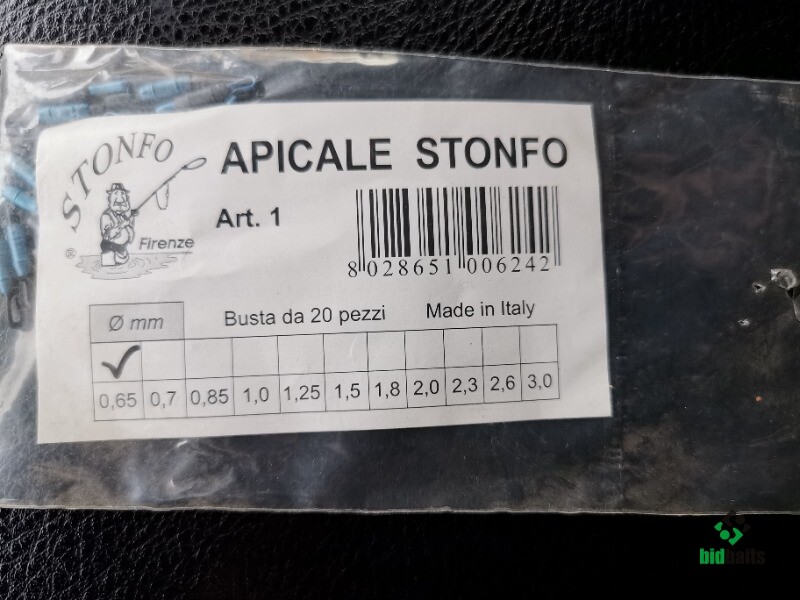 STONFO
®
Firenze
APICALE STONFO
Art. 1
8 028651 006242
Ø mm
Busta da 20 pezzi
Made in Italy
✓
0,65 0,7 0,85 1,0 1,25 1,5 1,8 2,0 2,3 2,6 3,0
bidbaits